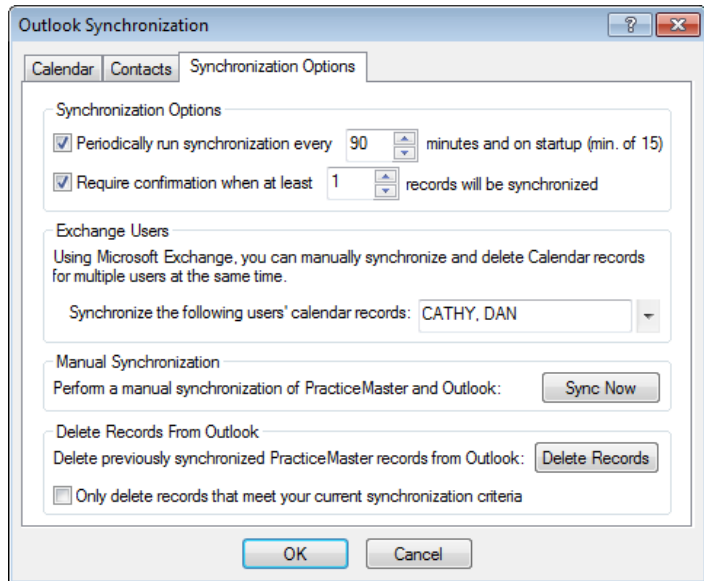 Outlook Synchronization
Calendar Contacts Synchronization Options
Synchronization Options
Periodically run synchronization every 90 minutes and on startup (min. of 15)
Require confirmation when at least 1 records will be synchronized
Exchange Users
Using Microsoft Exchange, you can manually synchronize and delete Calendar records
for multiple users at the same time.
Synchronize the following users' calendar records: CATHY, DAN
Manual Synchronization
Perform a manual synchronization of PracticeMaster and Outlook: Sync Now
Delete Records From Outlook
Delete previously synchronized PracticeMaster records from Outlook: Delete Records
Only delete records that meet your current synchronization criteria
OK Cancel